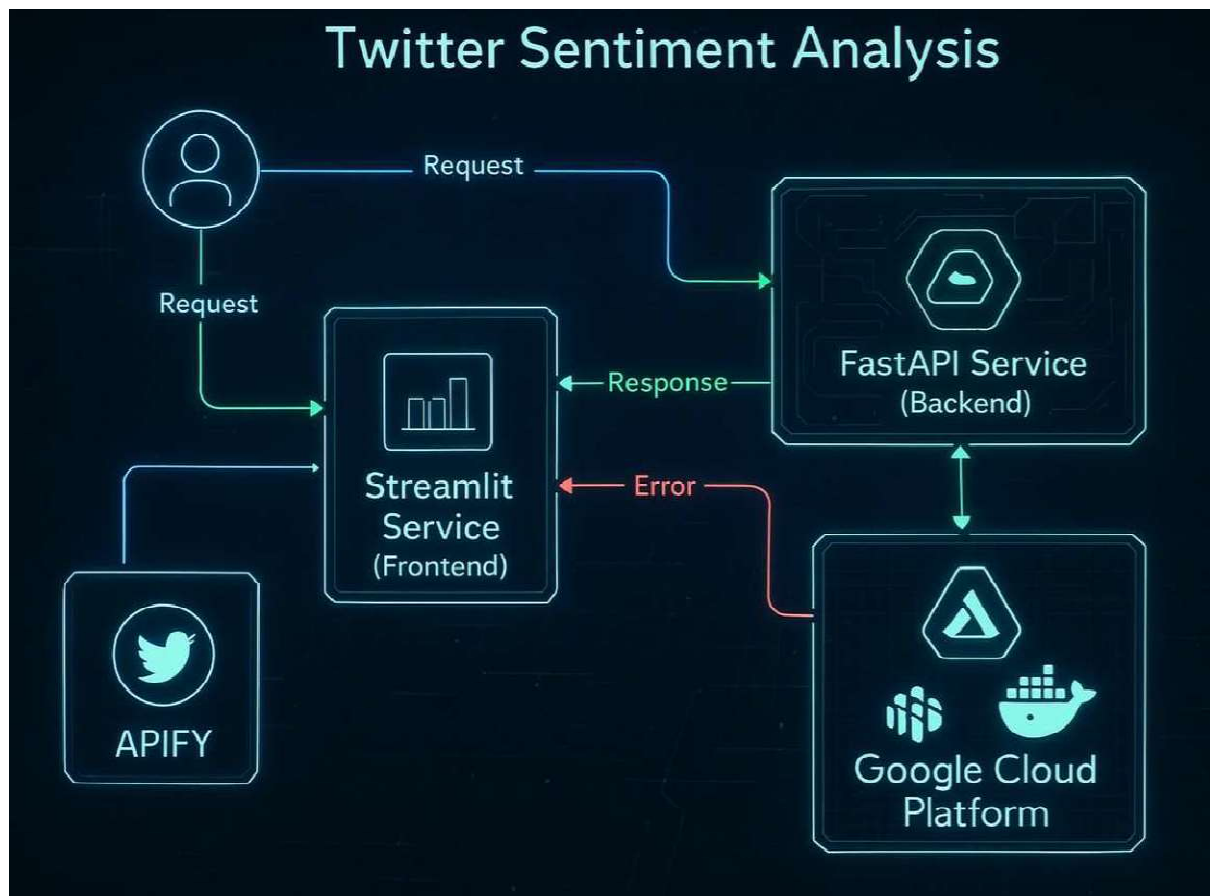 Twitter Sentiment Analysis
Request
Request
FastAPI Service
(Backend)
Response
Streamlit
Service
(Frontend)
Error
APIFY
Google Cloud
Platform